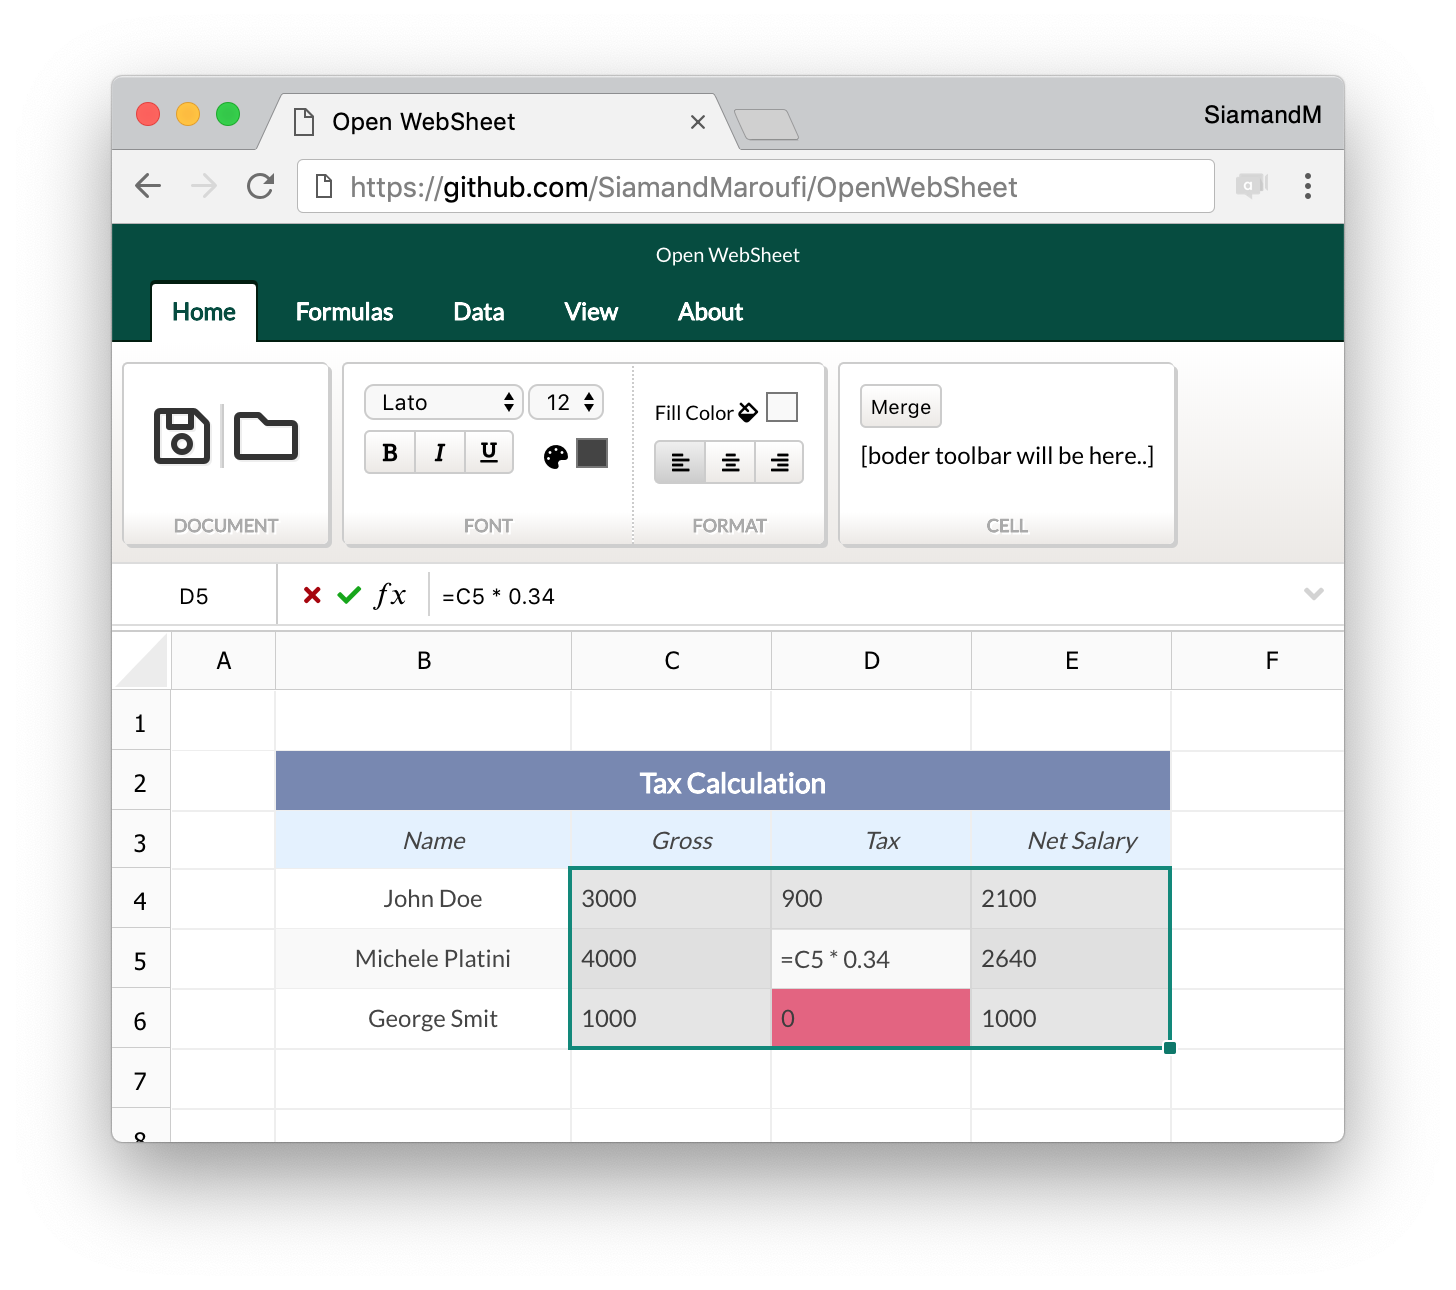 Open WebSheet
SiamandM
https://github.com/SiamandMaroufi/OpenWebSheet
Open WebSheet
Home Formulas Data View About
Lato 12 Fill Color Merge
B I U [boder toolbar will be here..]
DOCUMENT FONT FORMAT CELL
D5 fx =C5 * 0.34
A B C D E F
1
2 Tax Calculation
3 Name Gross Tax Net Salary
4 John Doe 3000 900 2100
5 Michele Platini 4000 =C5 * 0.34 2640
6 George Smit 1000 0 1000
7
8